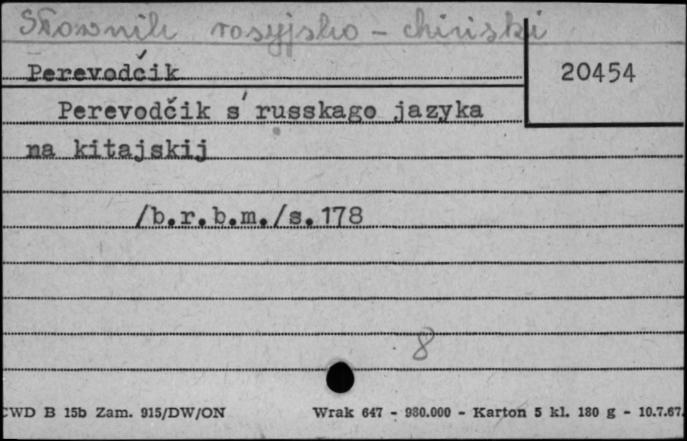 Słownik rosyjsko - chiński
Perevodčik
20454
Perevodčik s' russkago jazyka
na kitajskij
/b.r.b.m./s.178
8
CWD B 15b Zam. 915/DW/ON
Wrak 647 - 980.000 - Karton 5 kl. 180 g - 10.7.67.